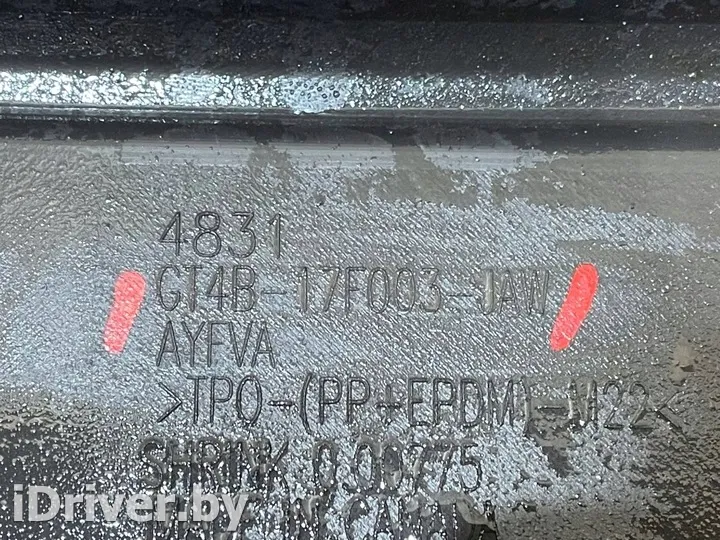 4831
GT4B-17F003-JAW
AYFVA
>TPO-(PP+EPDM)-M22<
SHRINK 0.00775
iDriver.by